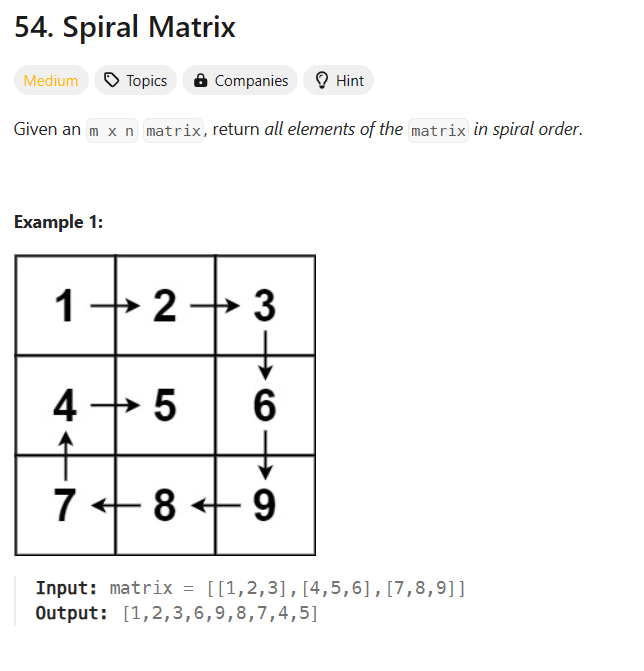 54. Spiral Matrix
Medium Topics Companies Hint
Given an m x n matrix, return all elements of the matrix in spiral order.
Example 1:
1 2 3
4 5 6
7 8 9
Input: matrix = [[1,2,3],[4,5,6],[7,8,9]]
Output: [1,2,3,6,9,8,7,4,5]